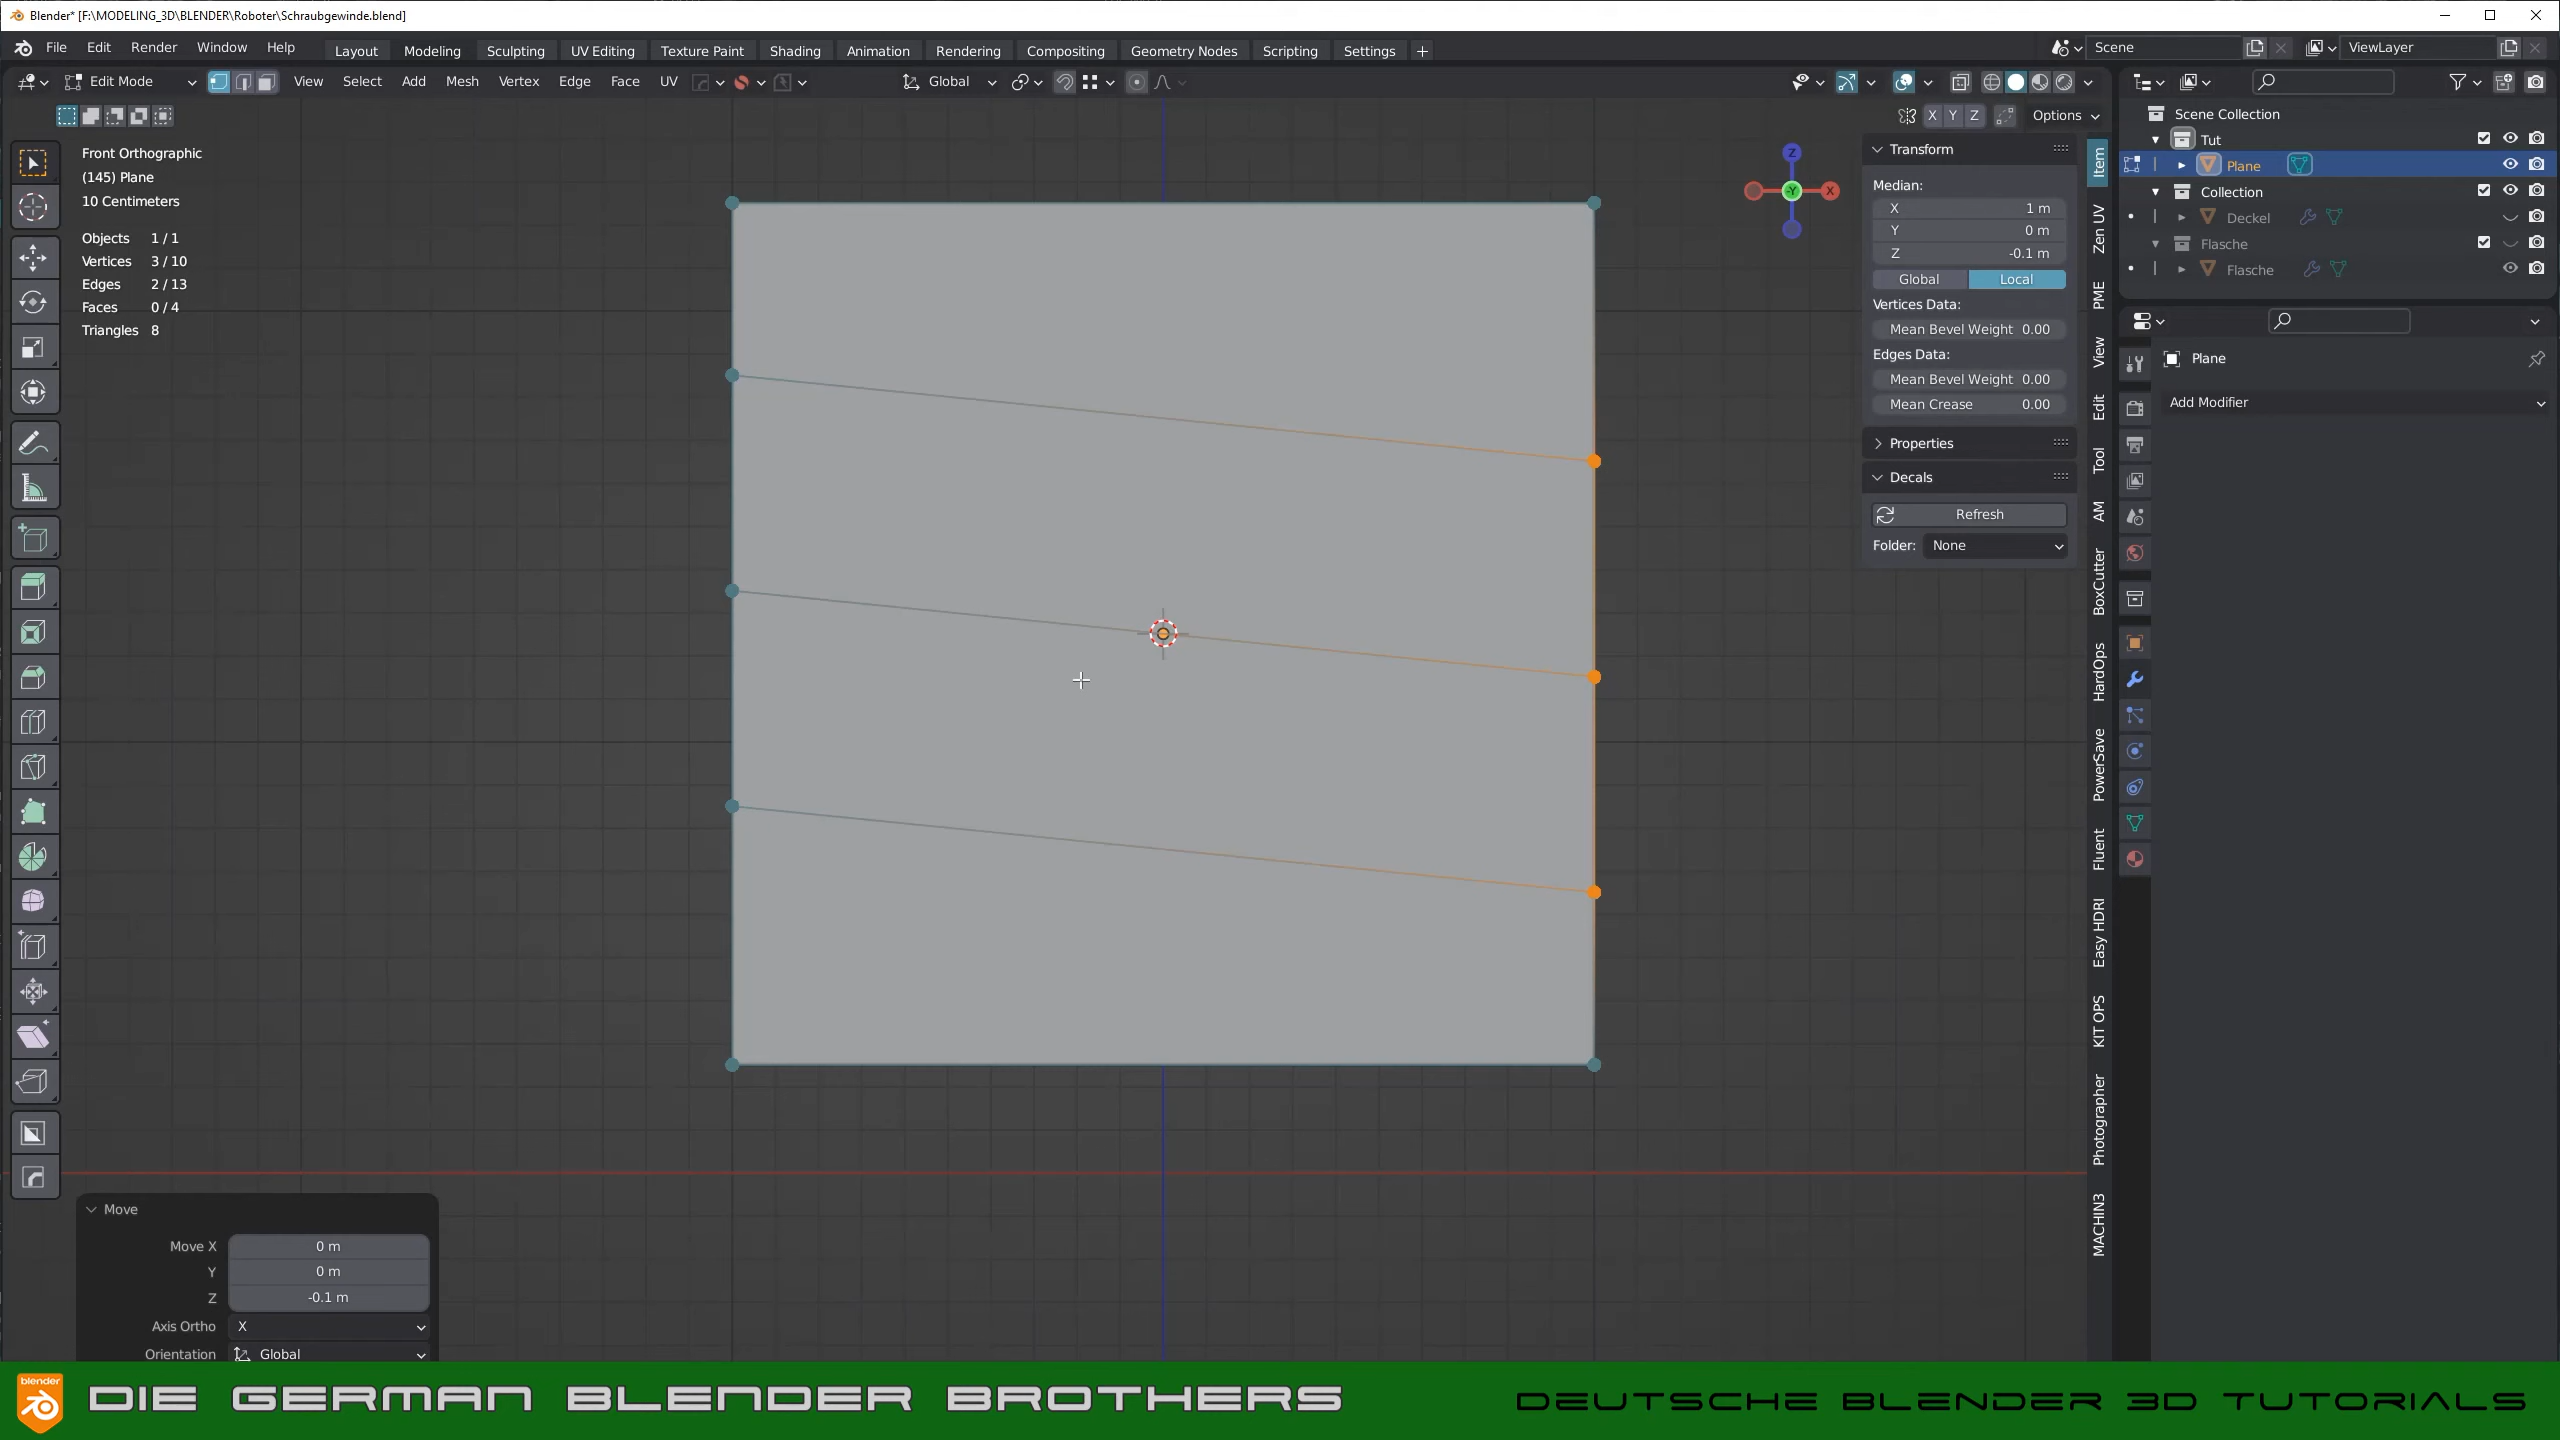 Blender* [F:\MODELING_3D\BLENDER\Roboter\Schraubgewinde.blend]
File Edit Render Window Help Layout Modeling Sculpting UV Editing Texture Paint Shading Animation Rendering Compositing Geometry Nodes Scripting Settings + Scene ViewLayer
Edit Mode View Select Add Mesh Vertex Edge Face UV Global
X Y Z Options
Front Orthographic
(145) Plane
10 Centimeters
Objects 1 / 1
Vertices 3 / 10
Edges 2 / 13
Faces 0 / 4
Triangles 8
Z
-Y X
Transform
Median:
X 1 m
Y 0 m
Z -0.1 m
Global Local
Vertices Data:
Mean Bevel Weight 0.00
Edges Data:
Mean Bevel Weight 0.00
Mean Crease 0.00
Properties
Decals
Refresh
Folder: None
Item
Zen UV
PME
View
Edit
Tool
AM
BoxCutter
HardOps
PowerSave
Fluent
Easy HDRI
KIT OPS
Photographer
MACHIN3
Scene Collection
Tut
Plane
Collection
Deckel
Flasche
Flasche
Plane
Add Modifier
Move
Move X 0 m
Y 0 m
Z -0.1 m
Axis Ortho X
Orientation Global
blender
DIE GERMAN BLENDER BROTHERS
DEUTSCHE BLENDER 3D TUTORIALS